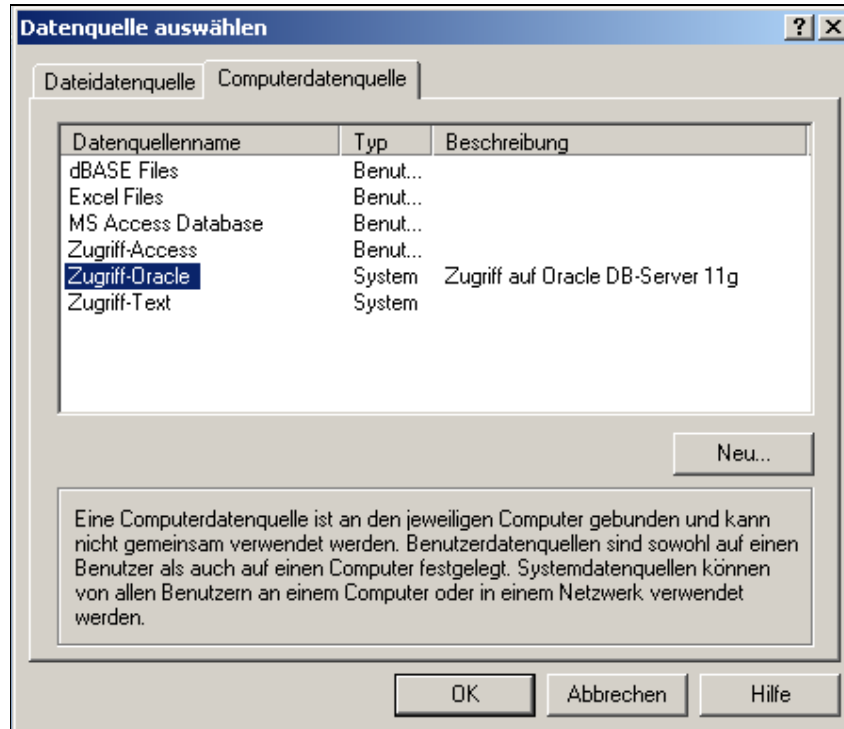 Datenquelle auswählen
Dateidatenquelle Computerdatenquelle
Datenquellenname Typ Beschreibung
dBASE Files Benut...
Excel Files Benut...
MS Access Database Benut...
Zugriff-Access Benut...
Zugriff-Oracle System Zugriff auf Oracle DB-Server 11g
Zugriff-Text System
Neu...
Eine Computerdatenquelle ist an den jeweiligen Computer gebunden und kann
nicht gemeinsam verwendet werden. Benutzerdatenquellen sind sowohl auf einen
Benutzer als auch auf einen Computer festgelegt. Systemdatenquellen können
von allen Benutzern an einem Computer oder in einem Netzwerk verwendet
werden.
OK Abbrechen Hilfe